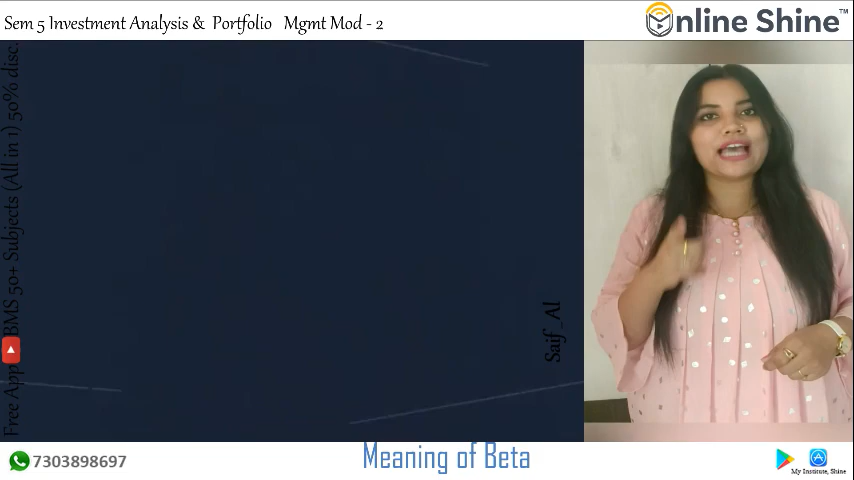 Sem 5 Investment Analysis & Portfolio Mgmt Mod - 2
Online Shine™
Free App BMS 50+ Subjects (All in 1) 50% disc.
Saif_Al
7303898697
Meaning of Beta
My Institute, Shine